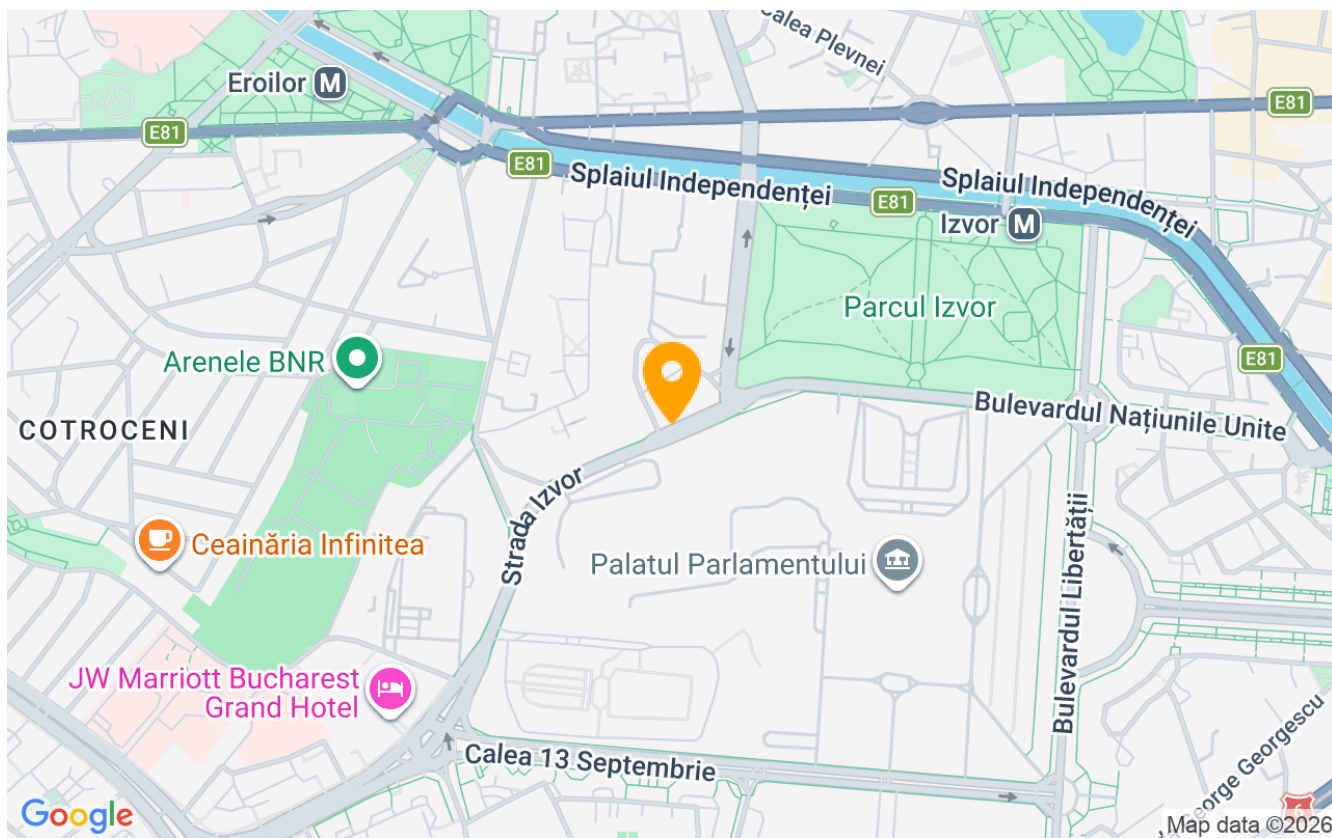 Calea Plevnei
Eroilor M
E81
E81
E81
Splaiul Independenței
E81
Splaiul Independenței
Izvor M
Parcul Izvor
Arenele BNR
E81
COTROCENI
Bulevardul Națiunile Unite
Strada Izvor
Ceainăria Infinitea
Palatul Parlamentului
Bulevardul Libertății
JW Marriott Bucharest
Grand Hotel
Calea 13 Septembrie
George Georgescu
6
Google
Map data ©2026